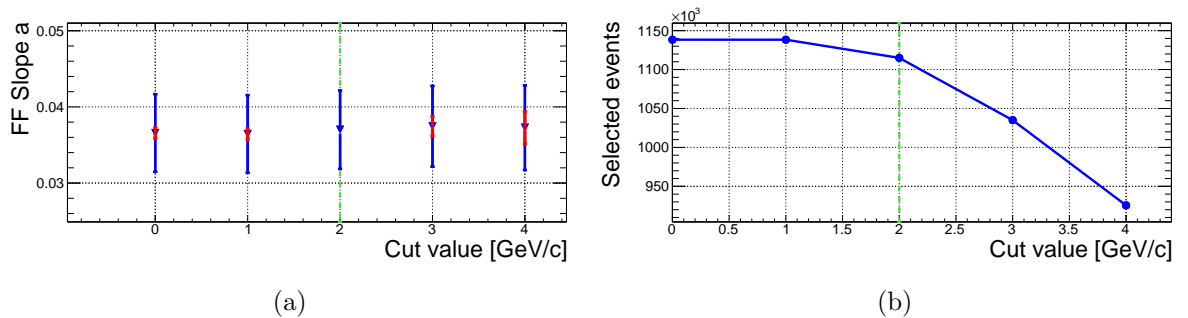 FF Slope a
0.05
0.04
0.03
0 1 2 3 4
Cut value [GeV/c]
(a)
×10³
Selected events
1150
1100
1050
1000
950
0 0.5 1 1.5 2 2.5 3 3.5 4
Cut value [GeV/c]
(b)